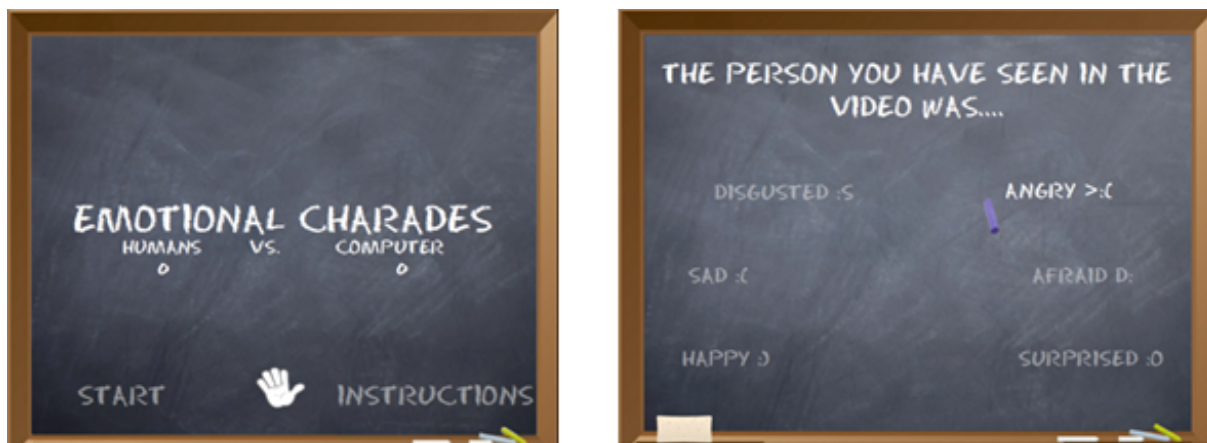 EMOTIONAL CHARADES
HUMANS VS. COMPUTER
0 0
START INSTRUCTIONS
THE PERSON YOU HAVE SEEN IN THE
VIDEO WAS....
DISGUSTED :S ANGRY >:(
SAD :( AFRAID D:
HAPPY :) SURPRISED :O